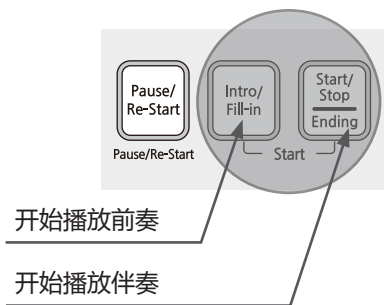 Pause/
Re-Start
Intro/
Fill-in
Start/
Stop
Ending
Pause/Re-Start
Start
开始播放前奏
开始播放伴奏